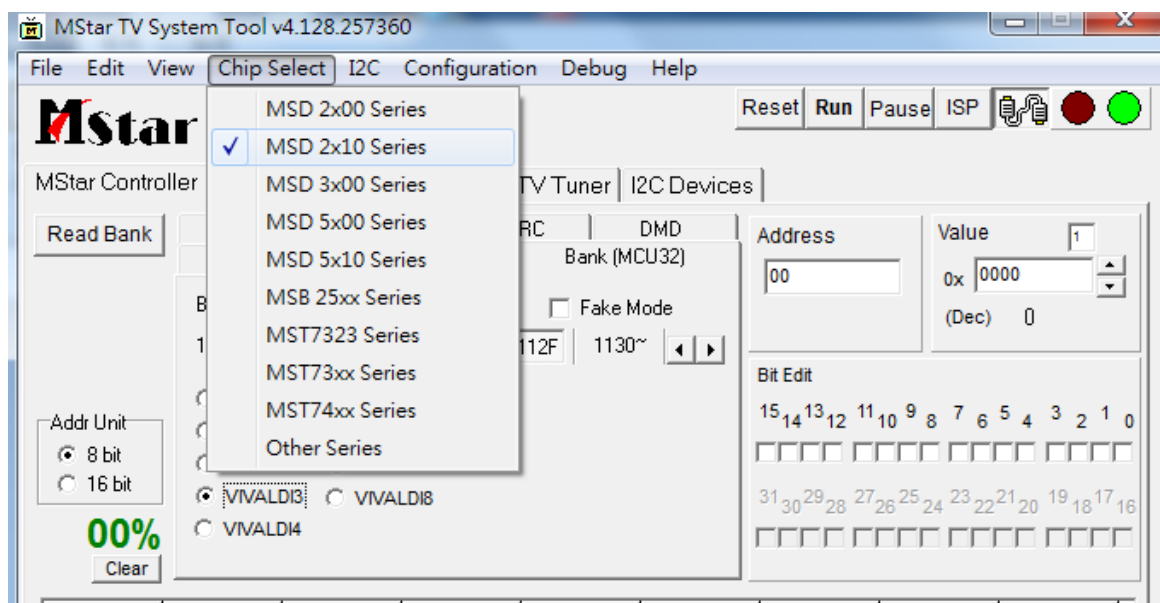 MStar TV System Tool v4.128.257360
File Edit View Chip Select I2C Configuration Debug Help
MStar
Reset Run Pause ISP
MSD 2x00 Series
✓ MSD 2x10 Series
MSD 3x00 Series
MSD 5x00 Series
MSD 5x10 Series
MSB 25xx Series
MST7323 Series
MST73xx Series
MST74xx Series
Other Series
MStar Controller TV Tuner I2C Devices
Read Bank
RC DMD
Bank (MCU32)
Fake Mode
112F 1130~
Address
00
Value 1
0x 0000
(Dec) 0
Bit Edit
15 14 13 12 11 10 9 8 7 6 5 4 3 2 1 0
31 30 29 28 27 26 25 24 23 22 21 20 19 18 17 16
Addr Unit
8 bit
16 bit
VIVALDI3 VIVALDI8
VIVALDI4
00%
Clear